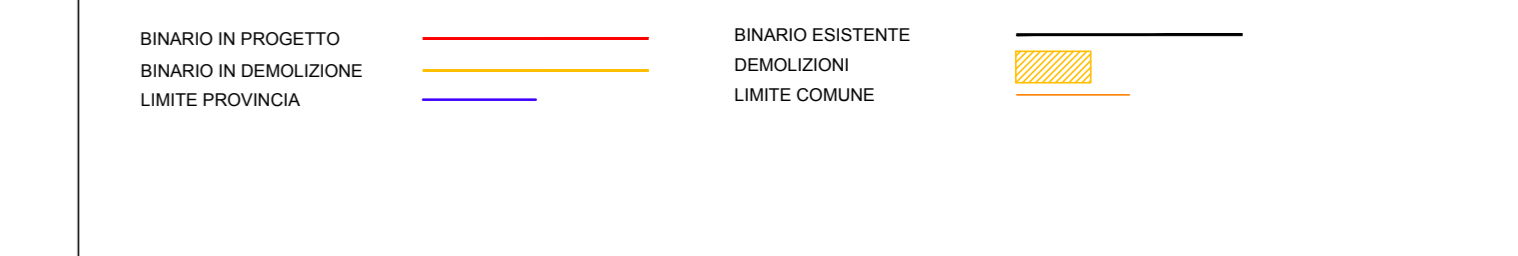 BINARIO IN PROGETTO
BINARIO IN DEMOLIZIONE
LIMITE PROVINCIA
BINARIO ESISTENTE
DEMOLIZIONI
LIMITE COMUNE